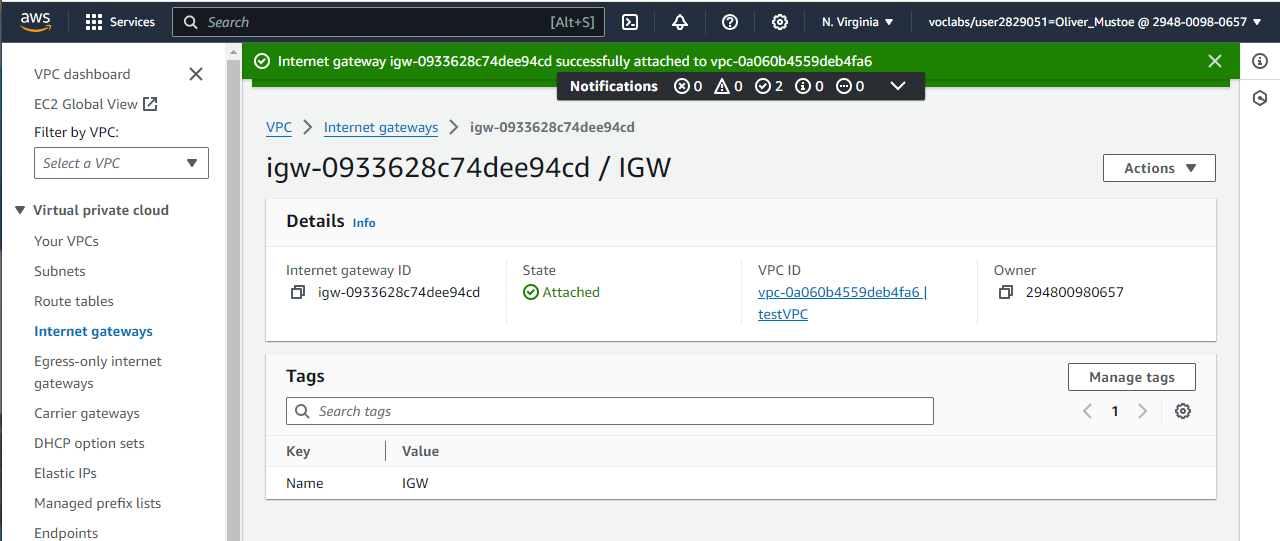 aws
Services
Search
[Alt+S]
N. Virginia
voclabs/user2829051=Oliver_Mustoe @ 2948-0098-0657
VPC dashboard
EC2 Global View
Filter by VPC:
Select a VPC
Virtual private cloud
Your VPCs
Subnets
Route tables
Internet gateways
Egress-only internet
gateways
Carrier gateways
DHCP option sets
Elastic IPs
Managed prefix lists
Endpoints
Internet gateway igw-0933628c74dee94cd successfully attached to vpc-0a060b4559deb4fa6
Notifications 0 0 2 0 0
VPC > Internet gateways > igw-0933628c74dee94cd
igw-0933628c74dee94cd / IGW
Actions
Details Info
Internet gateway ID
igw-0933628c74dee94cd
State
Attached
VPC ID
vpc-0a060b4559deb4fa6 |
testVPC
Owner
294800980657
Tags
Manage tags
Search tags
1
Key Value
Name IGW